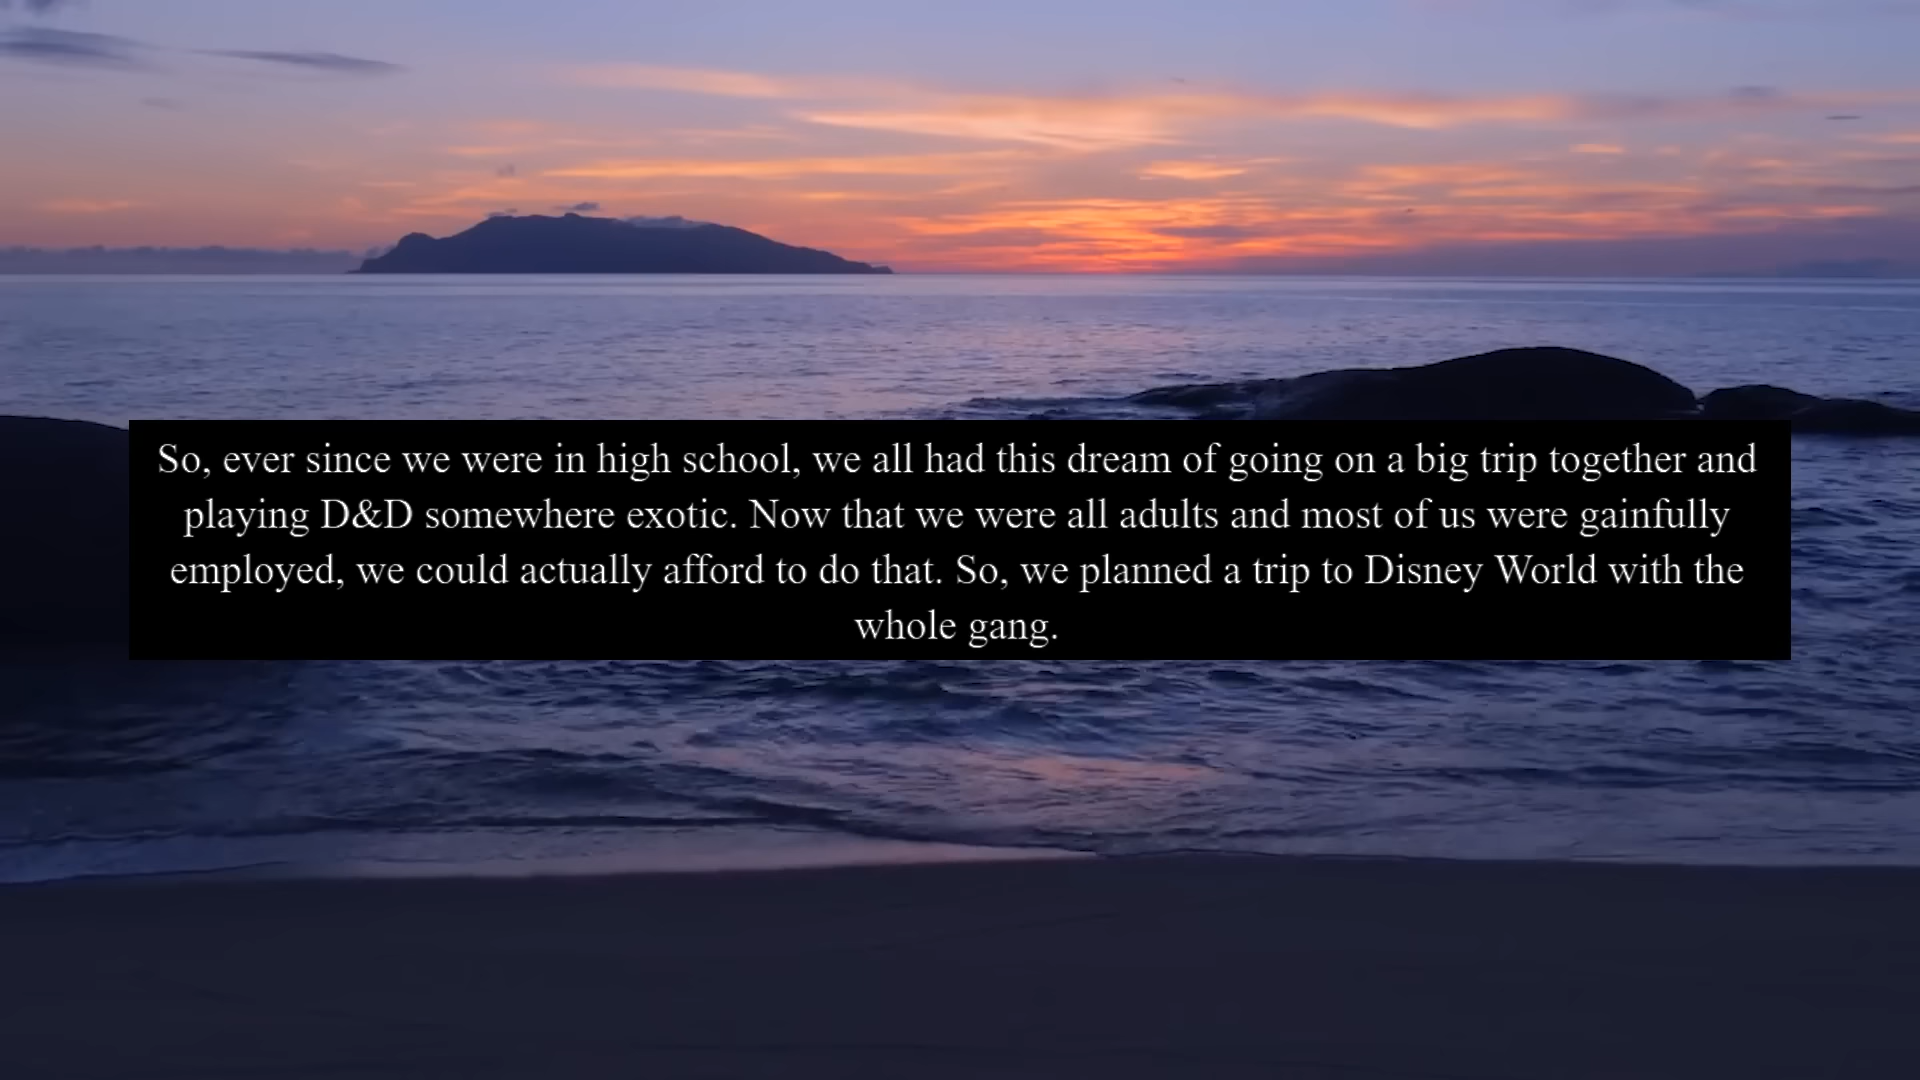 So, ever since we were in high school, we all had this dream of going on a big trip together and
playing D&D somewhere exotic. Now that we were all adults and most of us were gainfully
employed, we could actually afford to do that. So, we planned a trip to Disney World with the
whole gang.